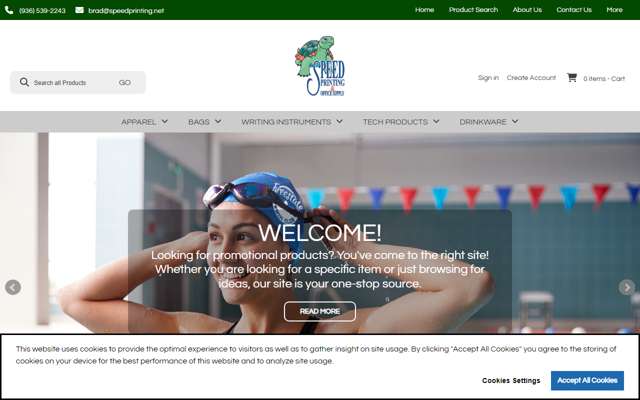 (936) 539-2243
brad@speedprinting.net
Home
Product Search
About Us
Contact Us
More
SPEED
PRINTING
&
OFFICE SUPPLY
Search all Products
GO
Sign in
Create Account
0 items - Cart
APPAREL
BAGS
WRITING INSTRUMENTS
TECH PRODUCTS
DRINKWARE
WELCOME!
Looking for promotional products? You've come to the right site!
Whether you are looking for a specific item or just browsing for
ideas, our site is your one-stop source.
READ MORE
This website uses cookies to provide the optimal experience to visitors as well as to gather insight on site usage. By clicking "Accept All Cookies" you agree to the storing of
cookies on your device for the best performance of this website and to analyze site usage.
Cookies Settings
Accept All Cookies